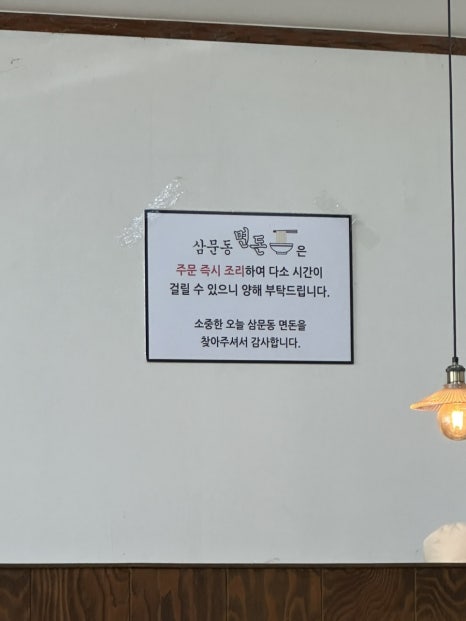 삼문동 면돈은
주문 즉시 조리하여 다소 시간이
걸릴 수 있으니 양해 부탁드립니다.
소중한 오늘 삼문동 면돈을
찾아주셔서 감사합니다.